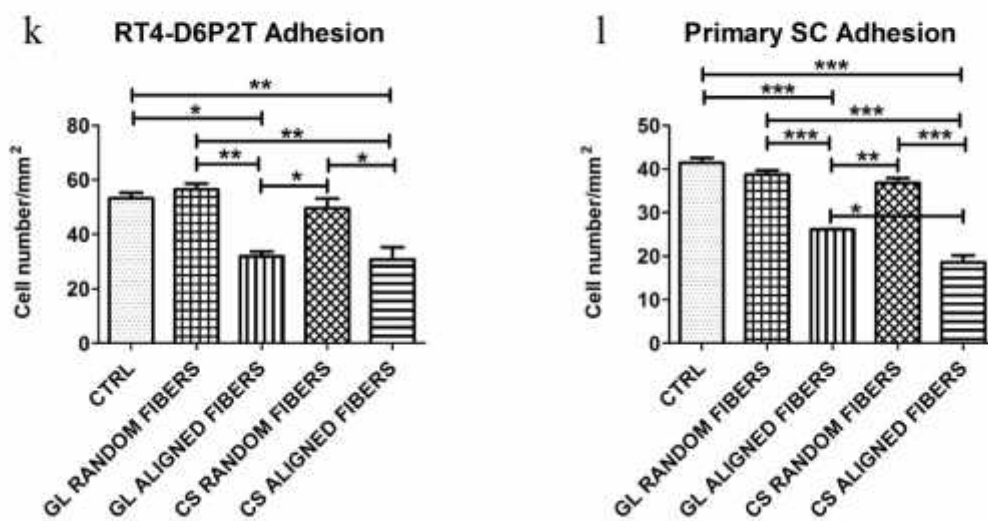 k RT4-D6P2T Adhesion
**
*
**
**
*
*
80
60
40
20
0
Cell number/mm²
CTRL
GL RANDOM FIBERS
GL ALIGNED FIBERS
CS RANDOM FIBERS
CS ALIGNED FIBERS
l Primary SC Adhesion
***
***
***
***
**
***
*
50
40
30
20
10
0
Cell number/mm²
CTRL
GL RANDOM FIBERS
GL ALIGNED FIBERS
CS RANDOM FIBERS
CS ALIGNED FIBERS